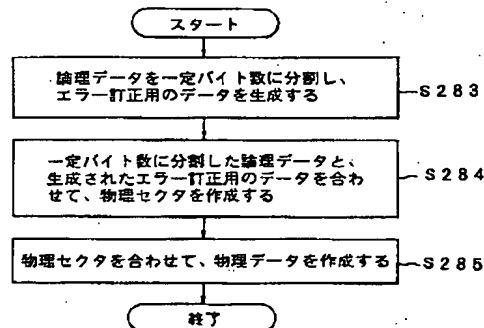 スタート
論理データを一定バイト数に分割し、
エラー訂正用のデータを生成する
S283
一定バイト数に分割した論理データと、
生成されたエラー訂正用のデータを合わ
せて、物理セクタを作成する
S284
物理セクタを合わせて、物理データを作成する
S285
終了